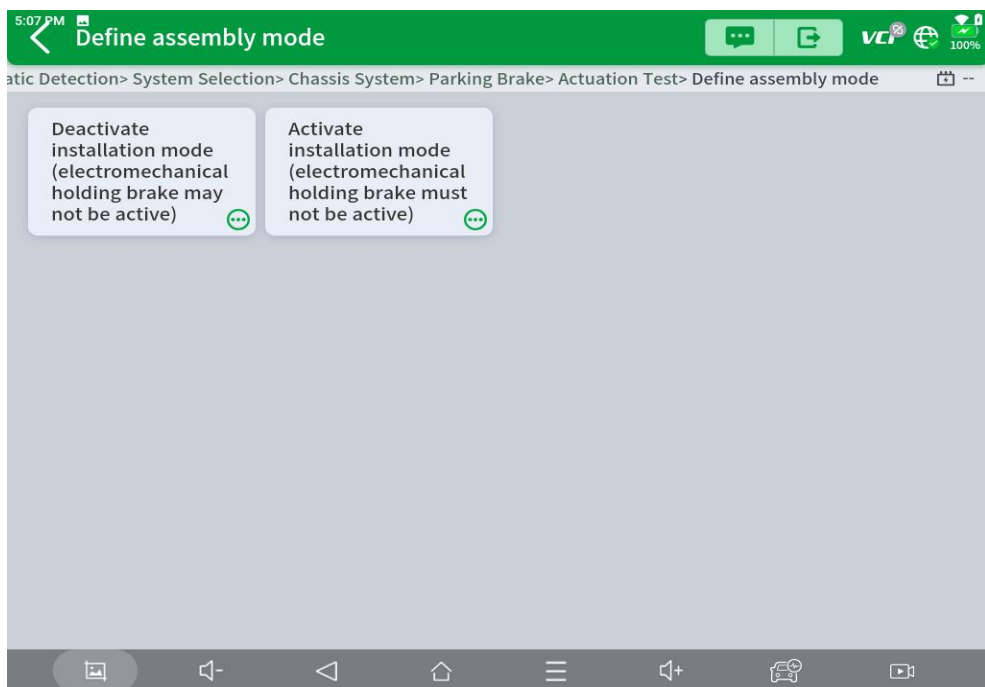 5:07 PM
Define assembly mode
VCI
100%
atic Detection> System Selection> Chassis System> Parking Brake> Actuation Test> Define assembly mode
--
Deactivate
installation mode
(electromechanical
holding brake may
not be active)
Activate
installation mode
(electromechanical
holding brake must
not be active)